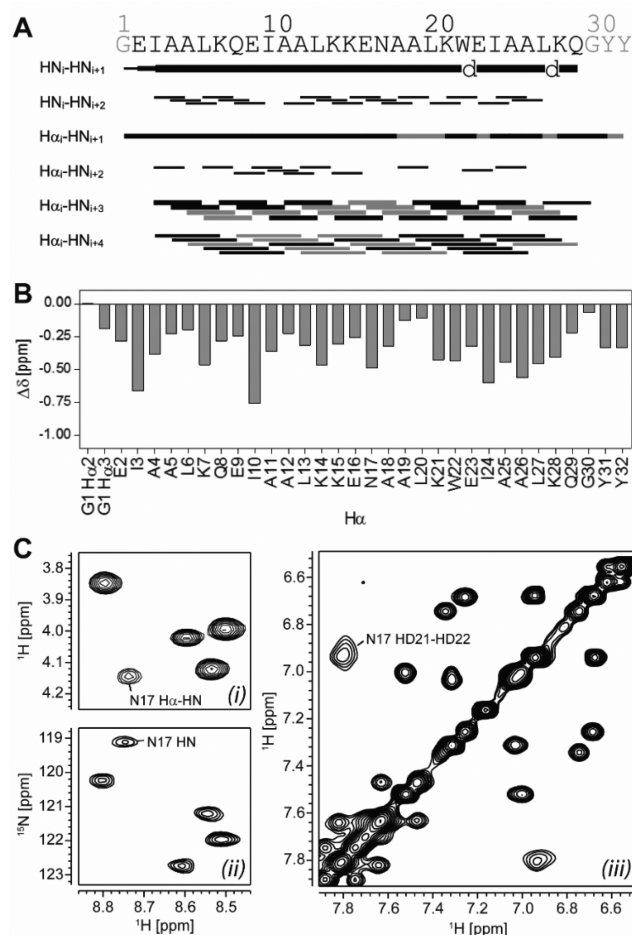 A
1 10 20 30
GEIAALKQEIAALKKENAALKWEIAALKQGYY
HNi-HNi+1 d d
HNi-HNi+2
Hαi-HNi+1
Hαi-HNi+2
Hαi-HNi+3
Hαi-HNi+4
B
Δδ [ppm]
0.00
-0.25
-0.50
-0.75
-1.00
G1 Hα2 G1 Hα3 E2 I3 A4 A5 L6 K7 Q8 E9 I10 A11 A12 L13 K14 K15 E16 N17 A18 A19 L20 K21 W22 E23 I24 A25 A26 L27 K28 Q29 G30 Y31 Y32
Hα
C
¹H [ppm]
3.8
3.9
4.0
4.1
4.2
N17 Hα-HN
(i)
¹⁵N [ppm]
119
120
121
122
123
N17 HN
(ii)
8.8 8.7 8.6 8.5
¹H [ppm]
¹H [ppm]
6.6
6.8
7.0
7.2
7.4
7.6
7.8
N17 HD21-HD22
(iii)
7.8 7.6 7.4 7.2 7.0 6.8 6.6
¹H [ppm]